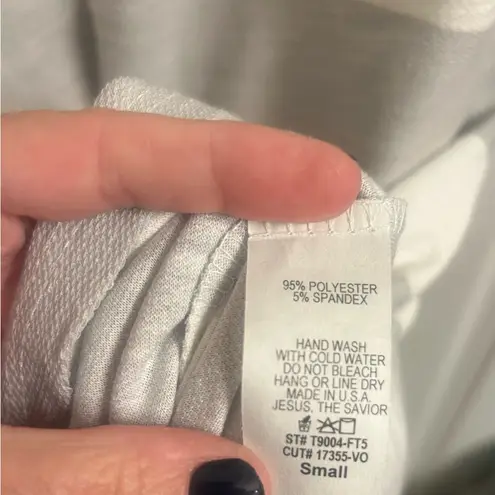 95% POLYESTER
5% SPANDEX
HAND WASH
WITH COLD WATER
DO NOT BLEACH
HANG OR LINE DRY
MADE IN U.S.A.
JESUS, THE SAVIOR
ST# T9004-FT5
CUT# 17355-VO
Small